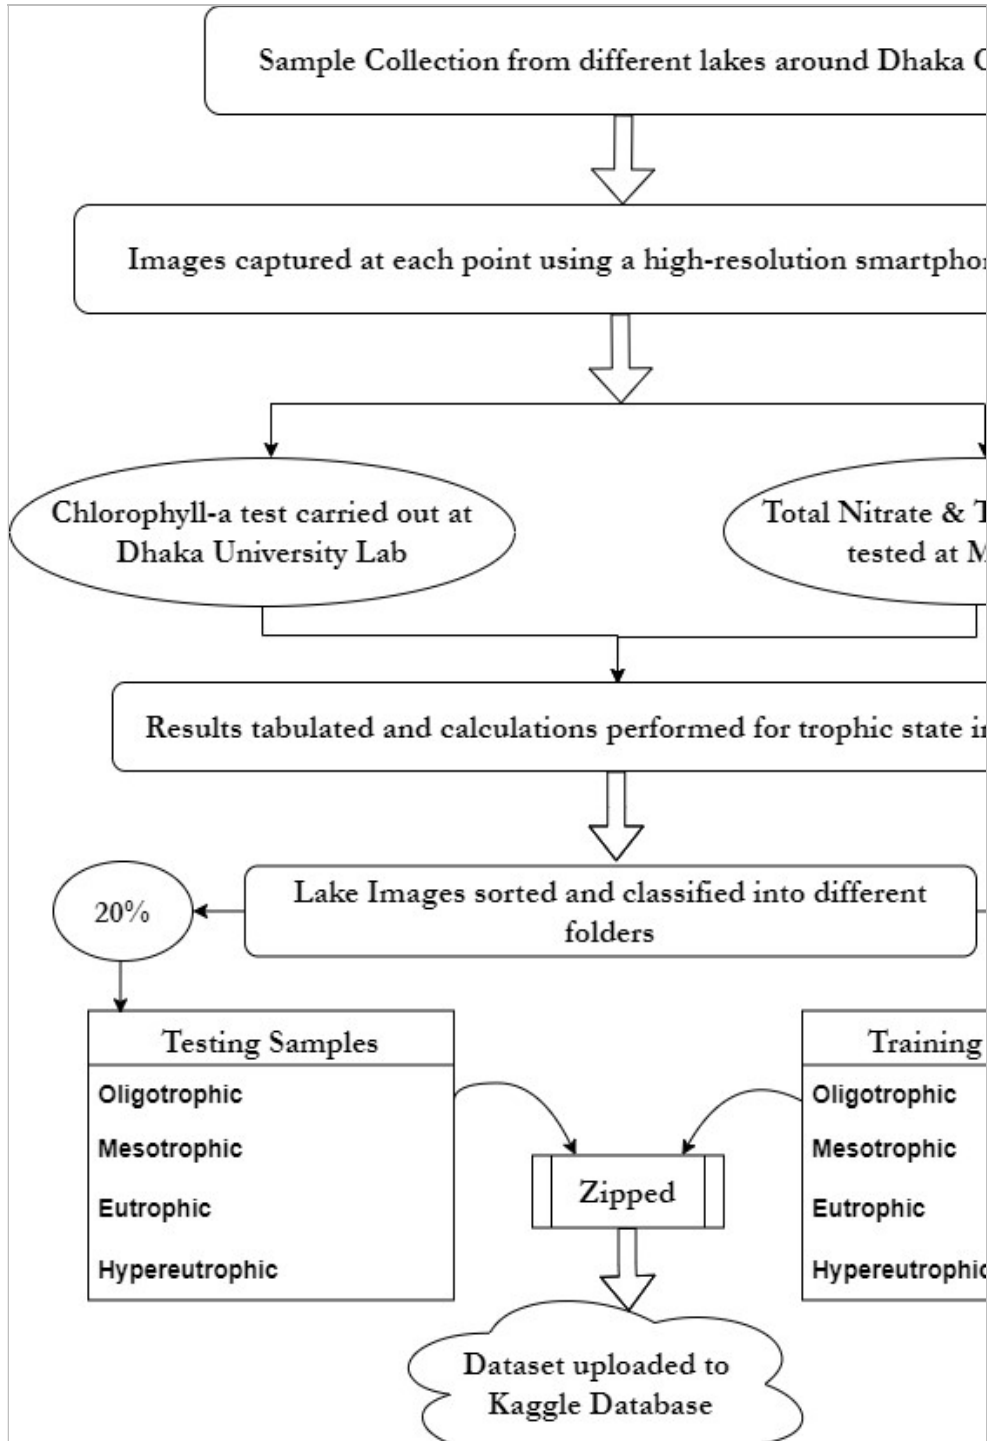 Sample Collection from different lakes around Dhaka
Images captured at each point using a high-resolution
Chlorophyll-a test carried out at
Dhaka University Lab
Total Nitrate &
tested at
Results tabulated and calculations performed for trophic state
Lake Images sorted and classified into different
folders
20%
Testing Samples
Oligotrophic
Mesotrophic
Eutrophic
Hypereutrophic
Training
Oligotrophic
Mesotrophic
Eutrophic
Hypereutrophic
Zipped
Dataset uploaded to
Kaggle Database